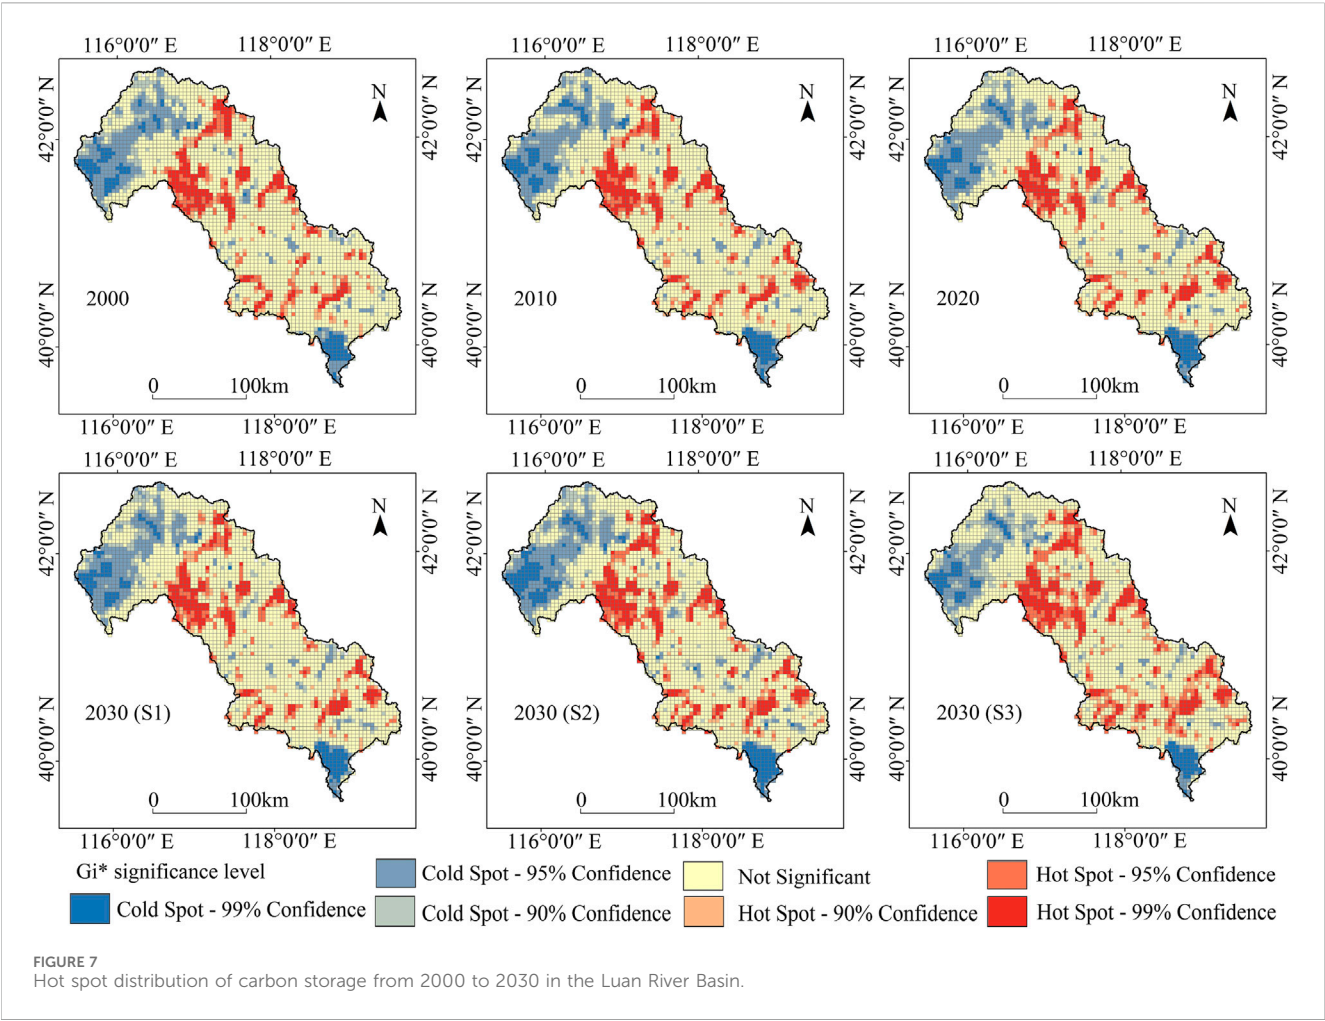 116°0′0″ E 118°0′0″ E 116°0′0″ E 118°0′0″ E 116°0′0″ E 118°0′0″ E
N N N
42°0′0″ N 42°0′0″ N 42°0′0″ N 42°0′0″ N 42°0′0″ N 42°0′0″ N
2000 2010 2020
40°0′0″ N 40°0′0″ N 40°0′0″ N 40°0′0″ N 40°0′0″ N 40°0′0″ N
0 100km 0 100km 0 100km
116°0′0″ E 118°0′0″ E 116°0′0″ E 118°0′0″ E 116°0′0″ E 118°0′0″ E
116°0′0″ E 118°0′0″ E 116°0′0″ E 118°0′0″ E 116°0′0″ E 118°0′0″ E
N N N
42°0′0″ N 42°0′0″ N 42°0′0″ N 42°0′0″ N 42°0′0″ N 42°0′0″ N
2030 (S1) 2030 (S2) 2030 (S3)
40°0′0″ N 40°0′0″ N 40°0′0″ N 40°0′0″ N 40°0′0″ N 40°0′0″ N
0 100km 0 100km 0 100km
116°0′0″ E 118°0′0″ E 116°0′0″ E 118°0′0″ E 116°0′0″ E 118°0′0″ E
Gi* significance level Cold Spot - 95% Confidence Not Significant Hot Spot - 95% Confidence
Cold Spot - 99% Confidence Cold Spot - 90% Confidence Hot Spot - 90% Confidence Hot Spot - 99% Confidence
FIGURE 7
Hot spot distribution of carbon storage from 2000 to 2030 in the Luan River Basin.